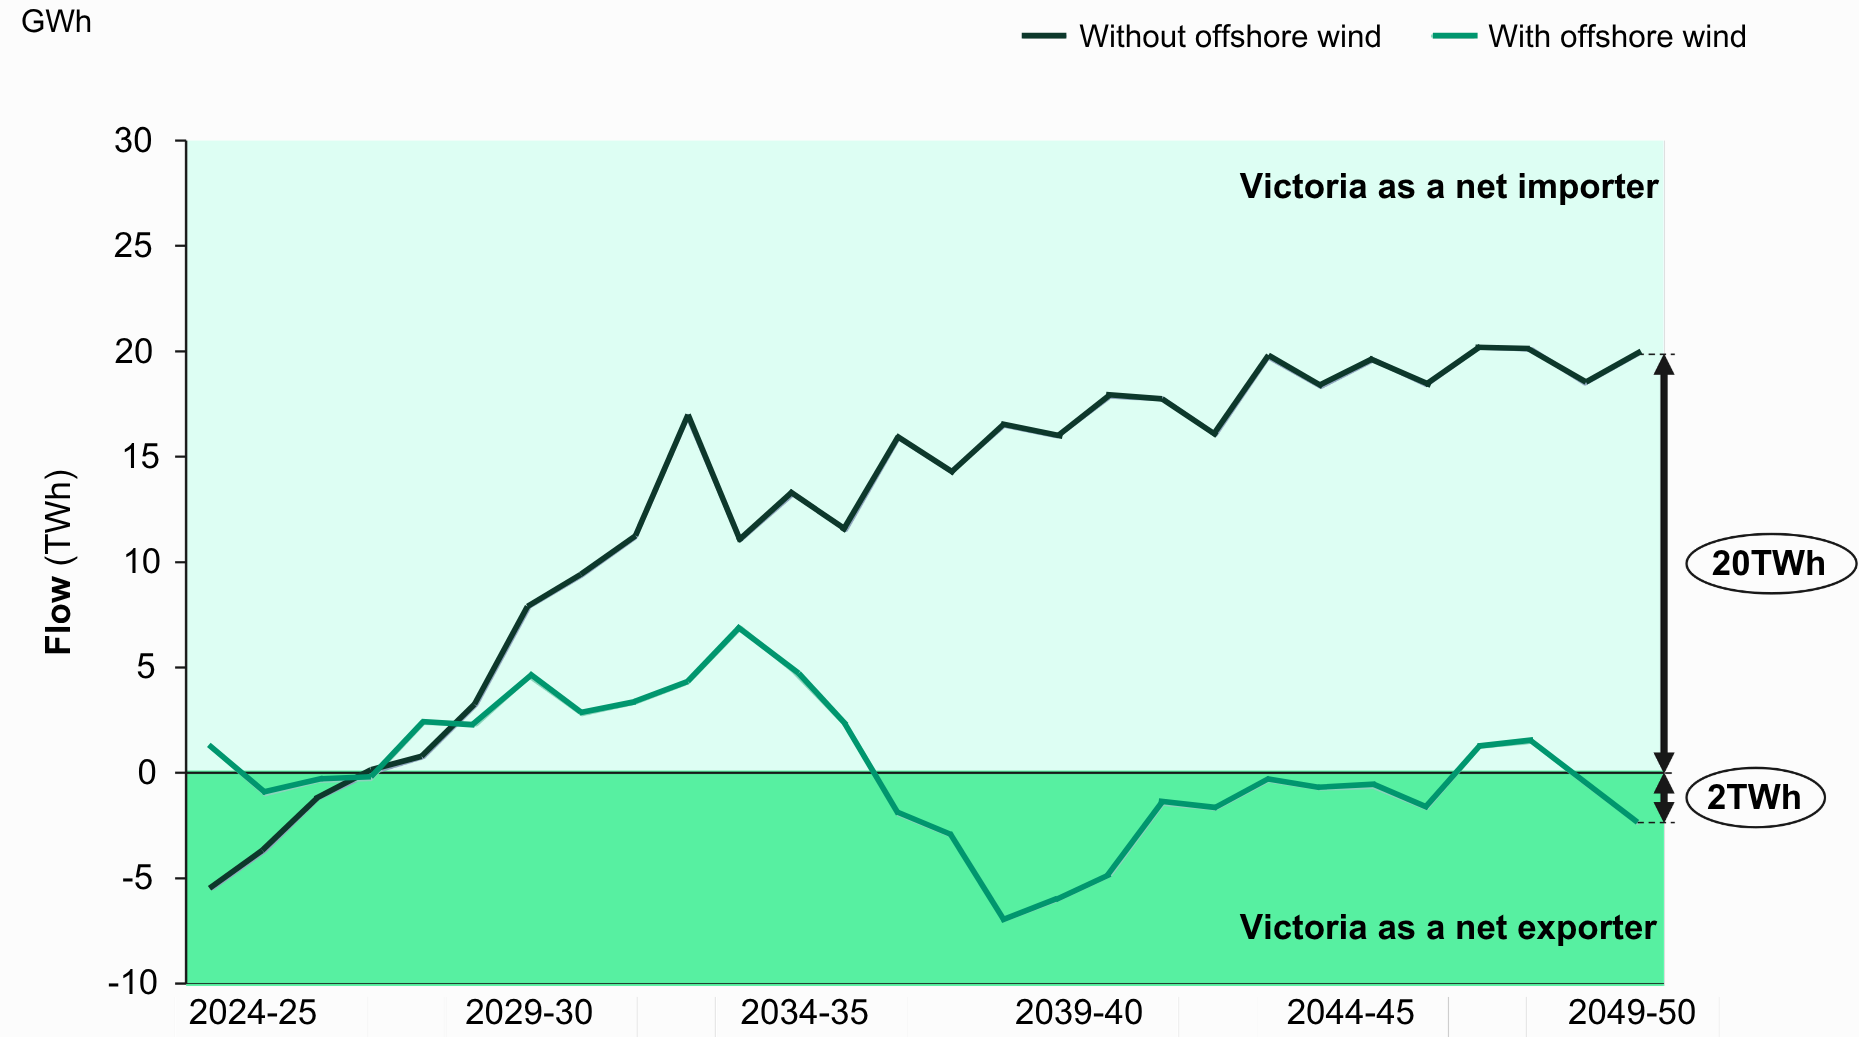 GWh
Without offshore wind
With offshore wind
30
Victoria as a net importer
25
20
15
10
20TWh
Flow (TWh)
5
0
2TWh
-5
Victoria as a net exporter
-10
2024-25
2029-30
2034-35
2039-40
2044-45
2049-50